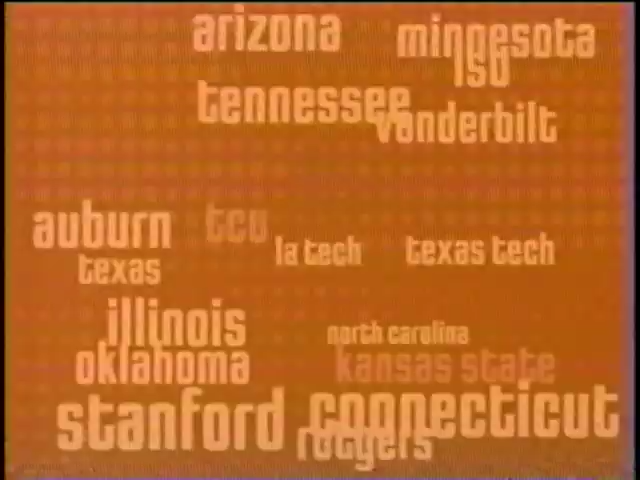 arizona
minnesota
lsu
tennessee
vanderbilt
auburn
tcu
la tech
texas tech
texas
illinois
north carolina
oklahoma
kansas state
stanford
connecticut
rutgers